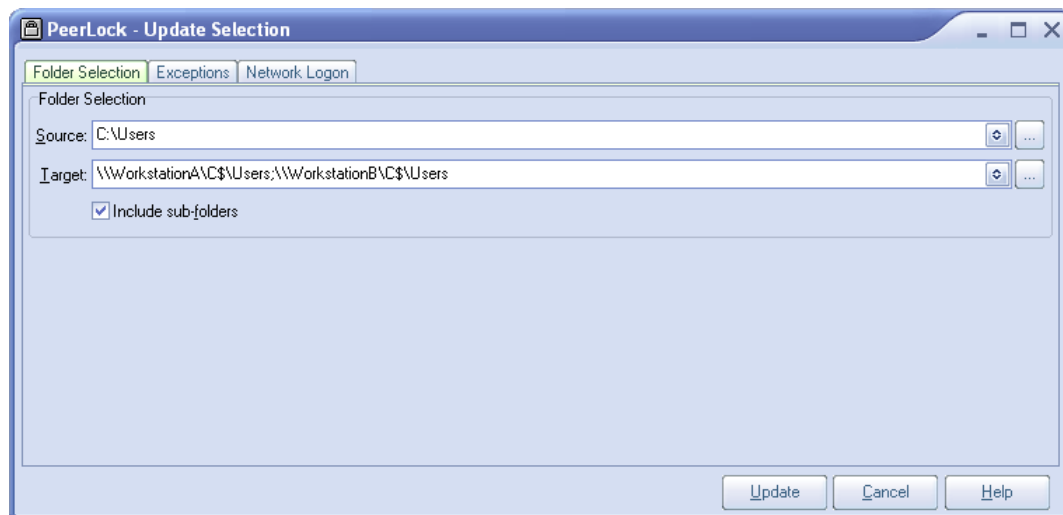 PeerLock - Update Selection
Folder Selection Exceptions Network Logon
Folder Selection
Source: C:\Users ...
Target: \\WorkstationA\C$\Users;\\WorkstationB\C$\Users ...
Include sub-folders
Update Cancel Help